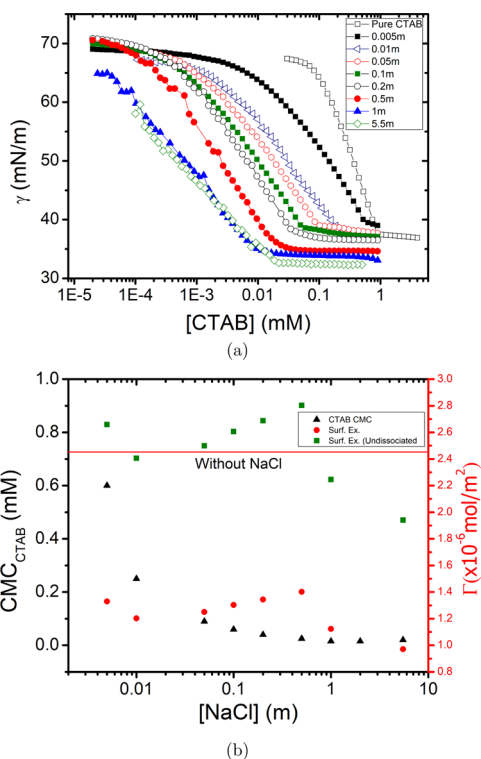 Pure CTAB
0.005m
0.01m
0.05m
0.1m
0.2m
0.5m
1m
5.5m
70
60
50
40
30
γ (mN/m)
1E-5 1E-4 1E-3 0.01 0.1 1 10
[CTAB] (mM)
(a)
CTAB CMC
Surf. Ex.
Surf. Ex. (Undissociated
Without NaCl
1.0
0.8
0.6
0.4
0.2
0.0
CMC_CTAB (mM)
3.0
2.8
2.6
2.4
2.2
2.0
1.8
1.6
1.4
1.2
1.0
0.8
Γ(x10⁻⁶mol/m²)
0.01 0.1 1 10
[NaCl] (m)
(b)